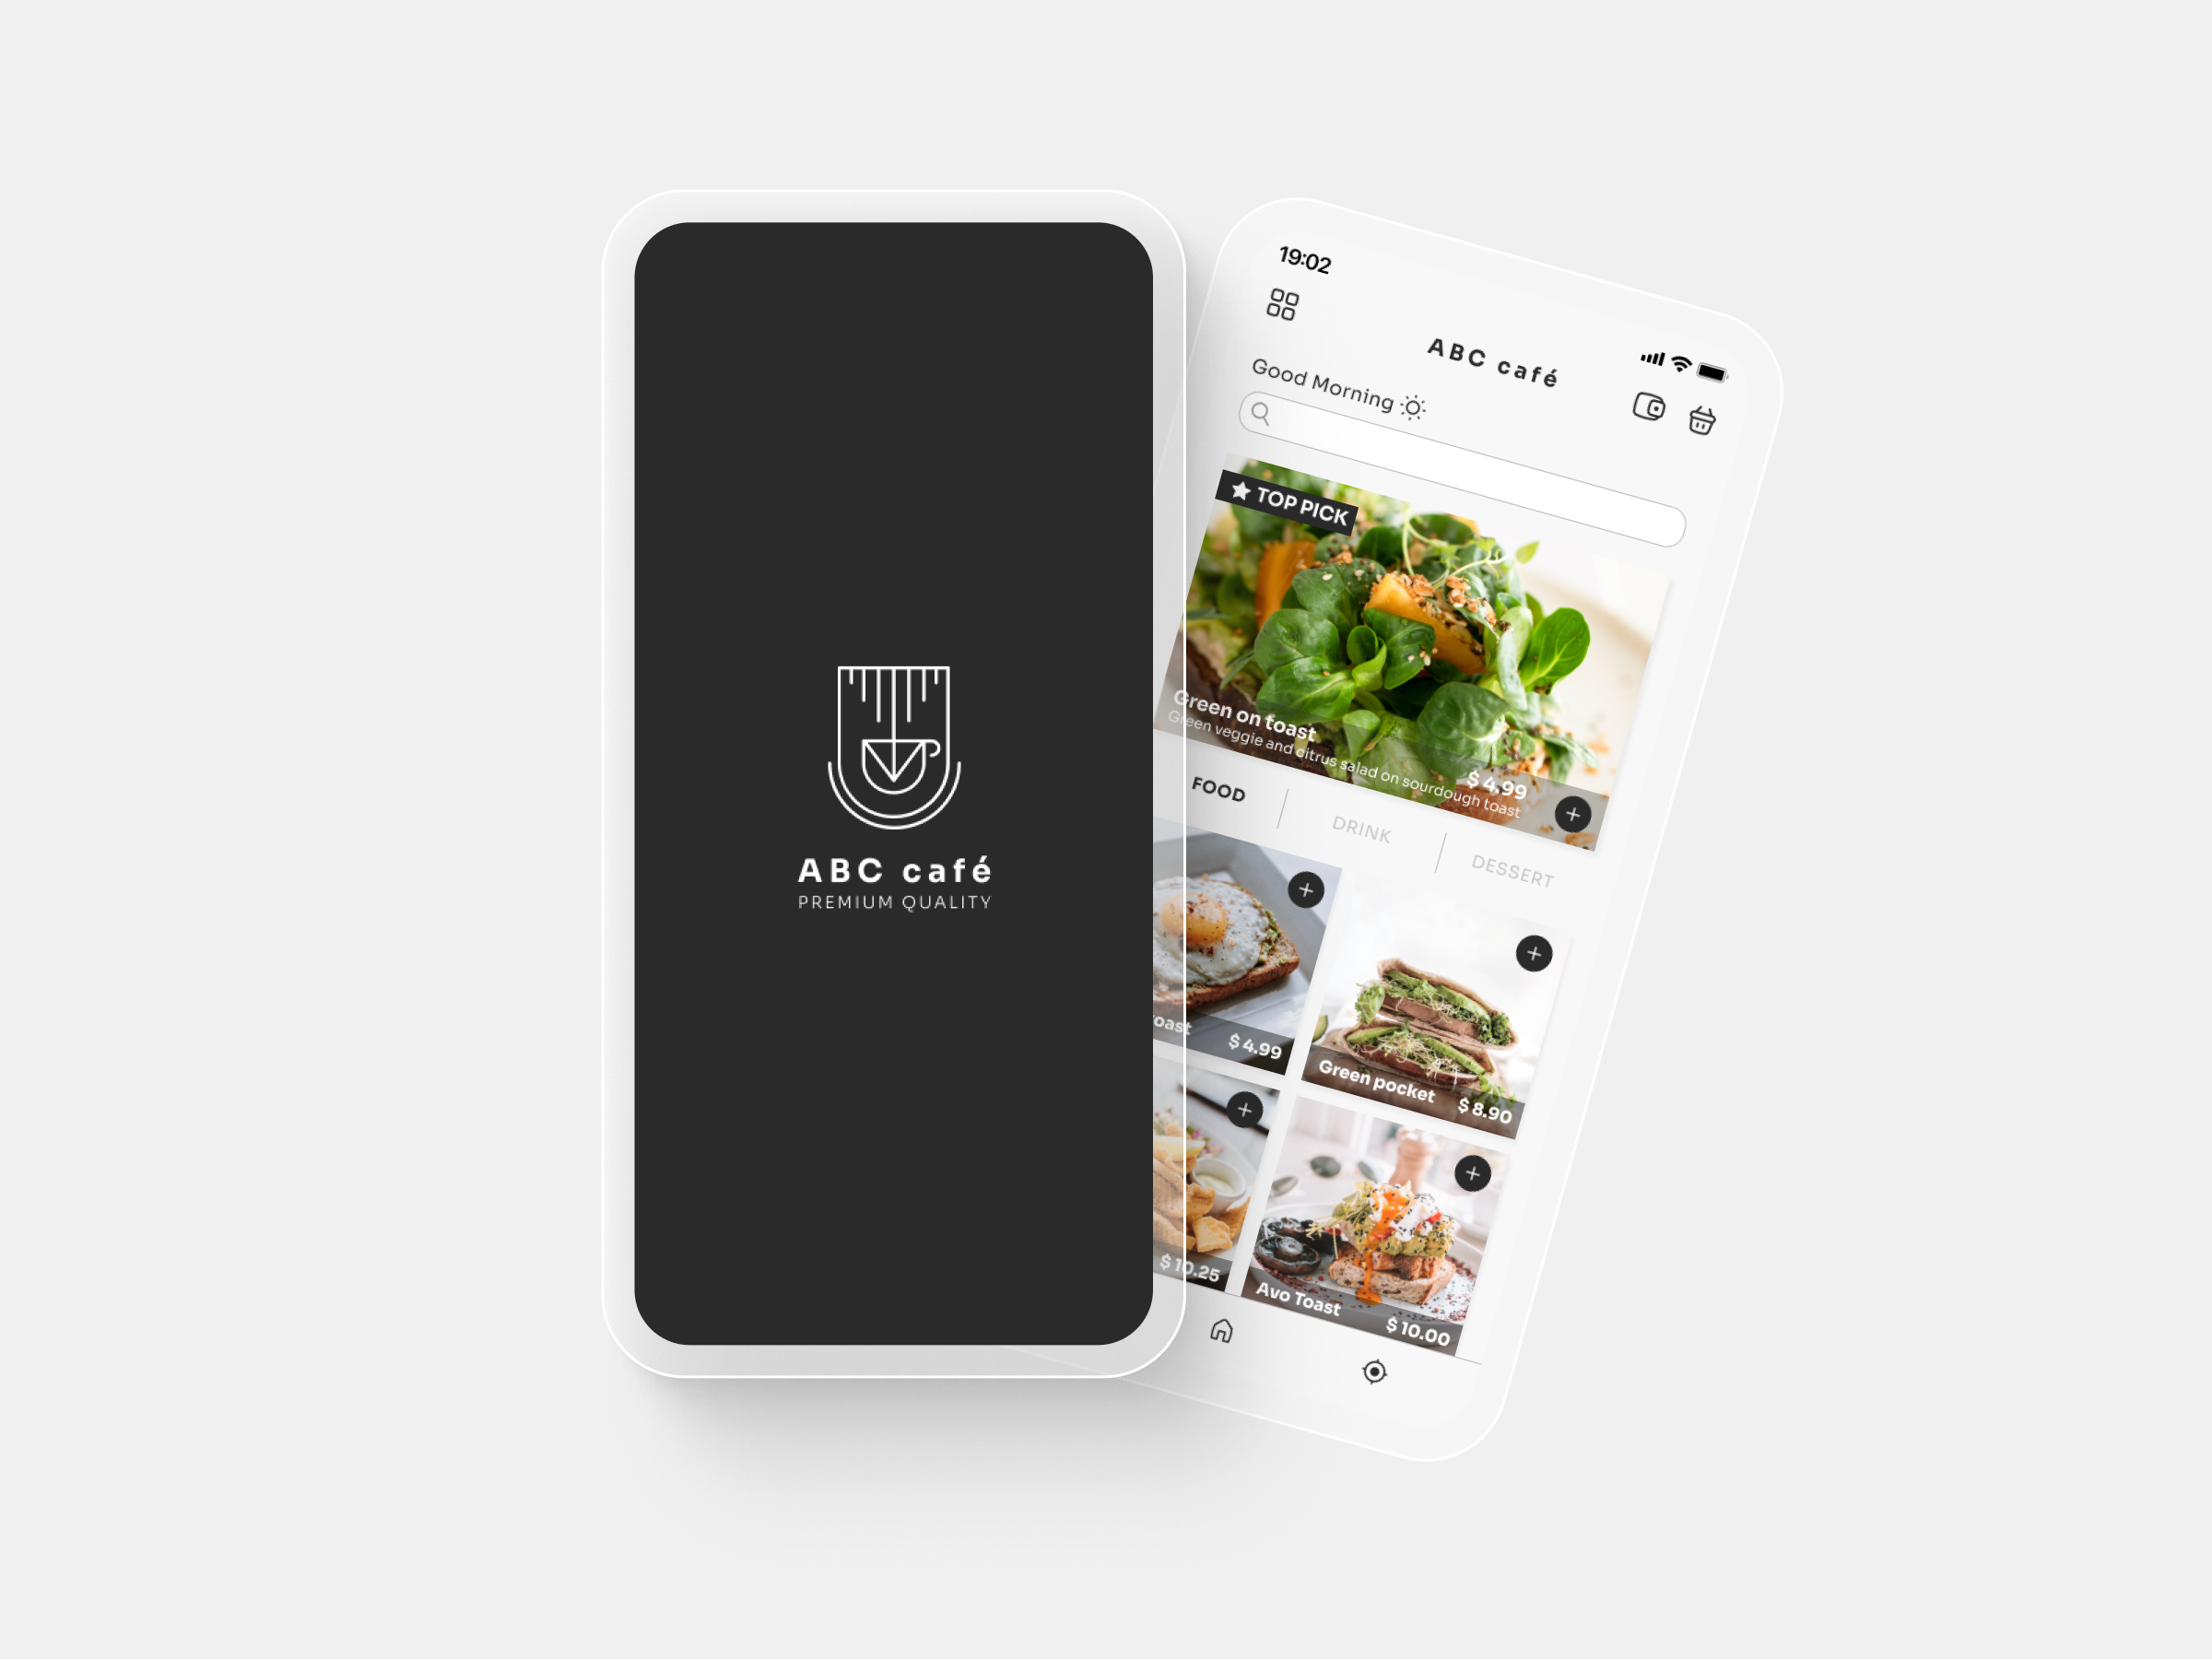 ABC café
PREMIUM QUALITY
19:02
ABC café
Good Morning
TOP PICK
Green on toast
Green veggie and citrus salad on sourdough toast
$ 4.99
FOOD
DRINK
DESSERT
$ 4.99
Green pocket
$ 8.90
$ 10.25
Avo Toast
$ 10.00